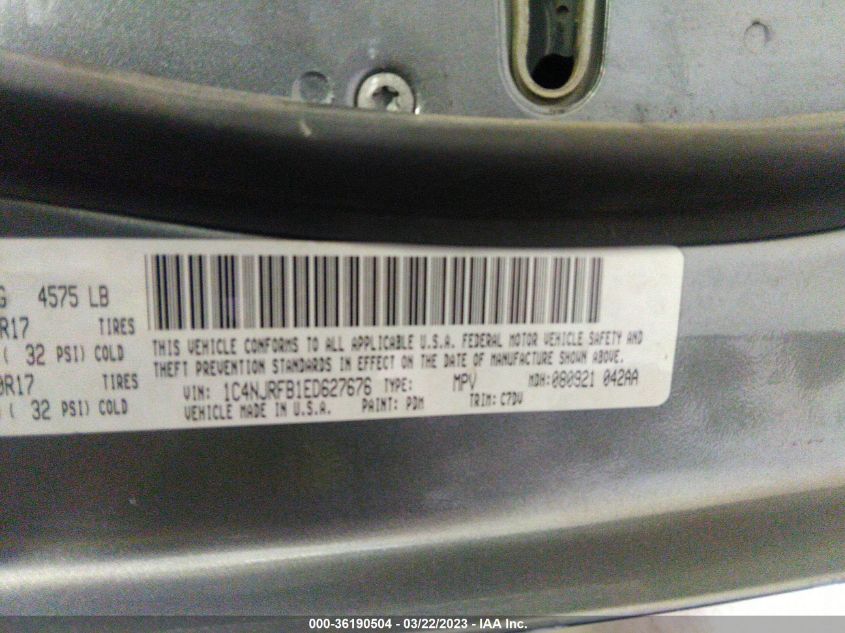 G 4575 LB
R17 TIRES
( 32 PSI) COLD
0R17 TIRES
( 32 PSI) COLD
THIS VEHICLE CONFORMS TO ALL APPLICABLE U.S.A. FEDERAL MOTOR VEHICLE SAFETY AND
THEFT PREVENTION STANDARDS IN EFFECT ON THE DATE OF MANUFACTURE SHOWN ABOVE.
VIN: 1C4NJRFB1ED627676 TYPE: MPV MDH:080921 042AA
VEHICLE MADE IN U.S.A. PAINT: PDM TRIM: C7DV
000-36190504 - 03/22/2023 - IAA Inc.